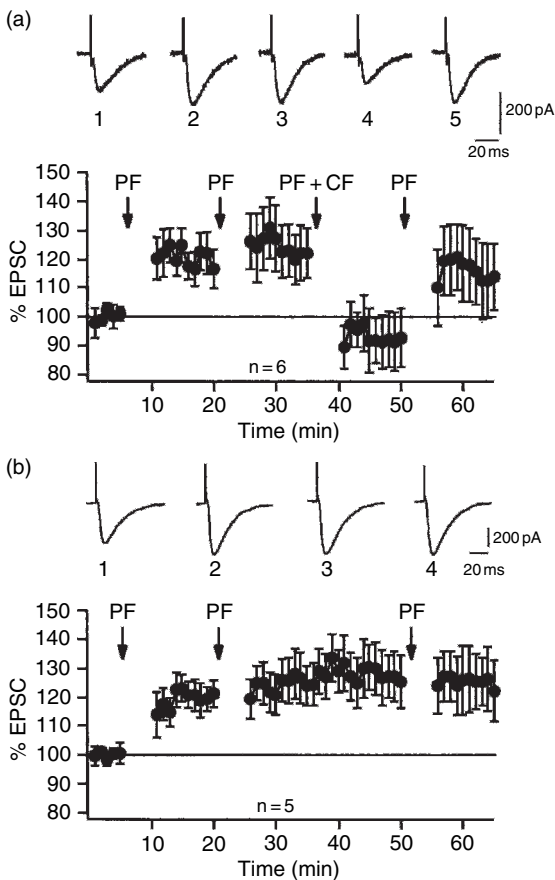 (a)
1 2 3 4 5
200 pA
20 ms
PF PF PF + CF PF
150
140
130
120
110
100
90
80
% EPSC
n = 6
10 20 30 40 50 60
Time (min)
(b)
1 2 3 4
200 pA
20 ms
PF PF PF
150
140
130
120
110
100
90
80
% EPSC
n = 5
10 20 30 40 50 60
Time (min)